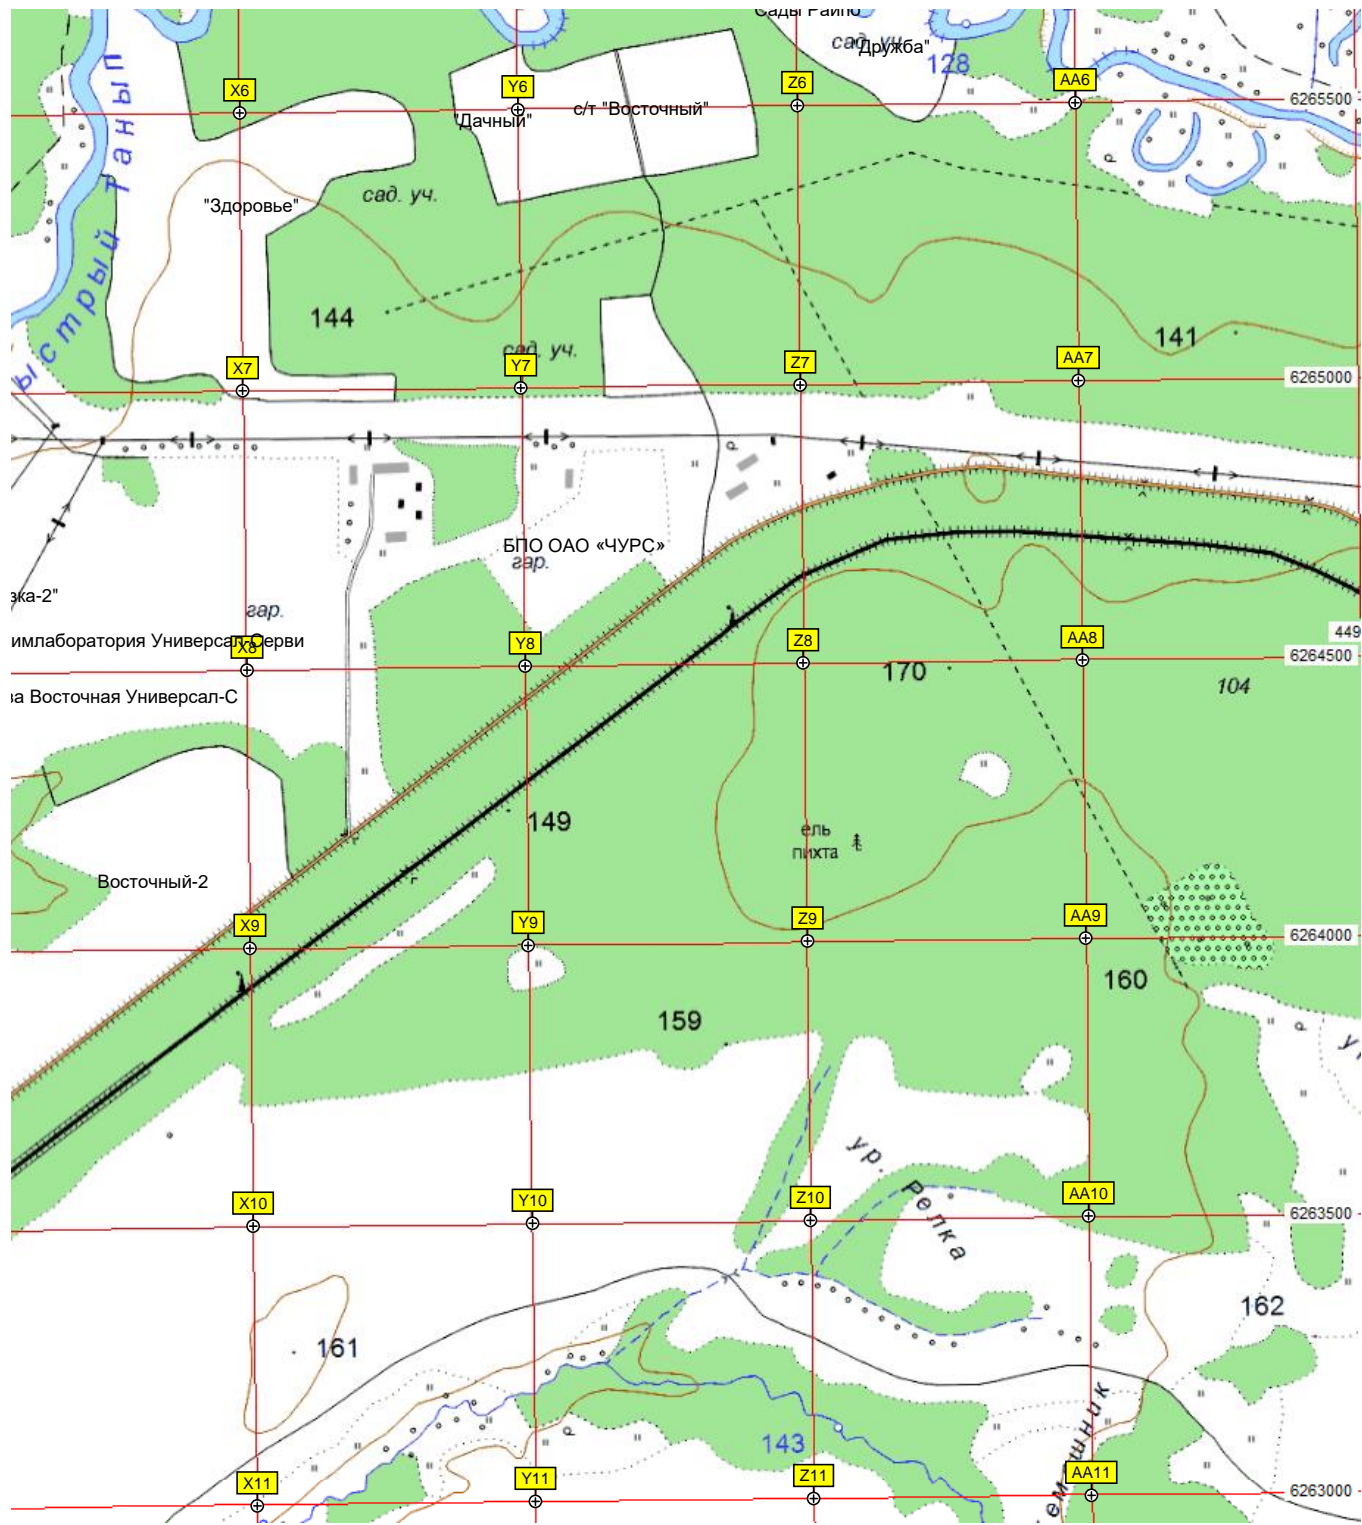 Сады Райпо
сад. уч.
"Дружба"
128
X6
Y6
Z6
AA6
6265500
"Дачный"
с/т "Восточный"
Танып
ыстрый
сад. уч.
"Здоровье"
144
141
сад. уч.
X7
Y7
Z7
AA7
6265000
БПО ОАО «ЧУРС»
гар.
зка-2"
гар.
имлаборатория Универсал-Серви
449
X8
Y8
Z8
AA8
6264500
170
104
за Восточная Универсал-С
149
ель
пихта
Восточный-2
X9
Y9
Z9
AA9
6264000
160
159
ур. Репка
X10
Y10
Z10
AA10
6263500
161
162
143
X11
Y11
Z11
AA11
6263000